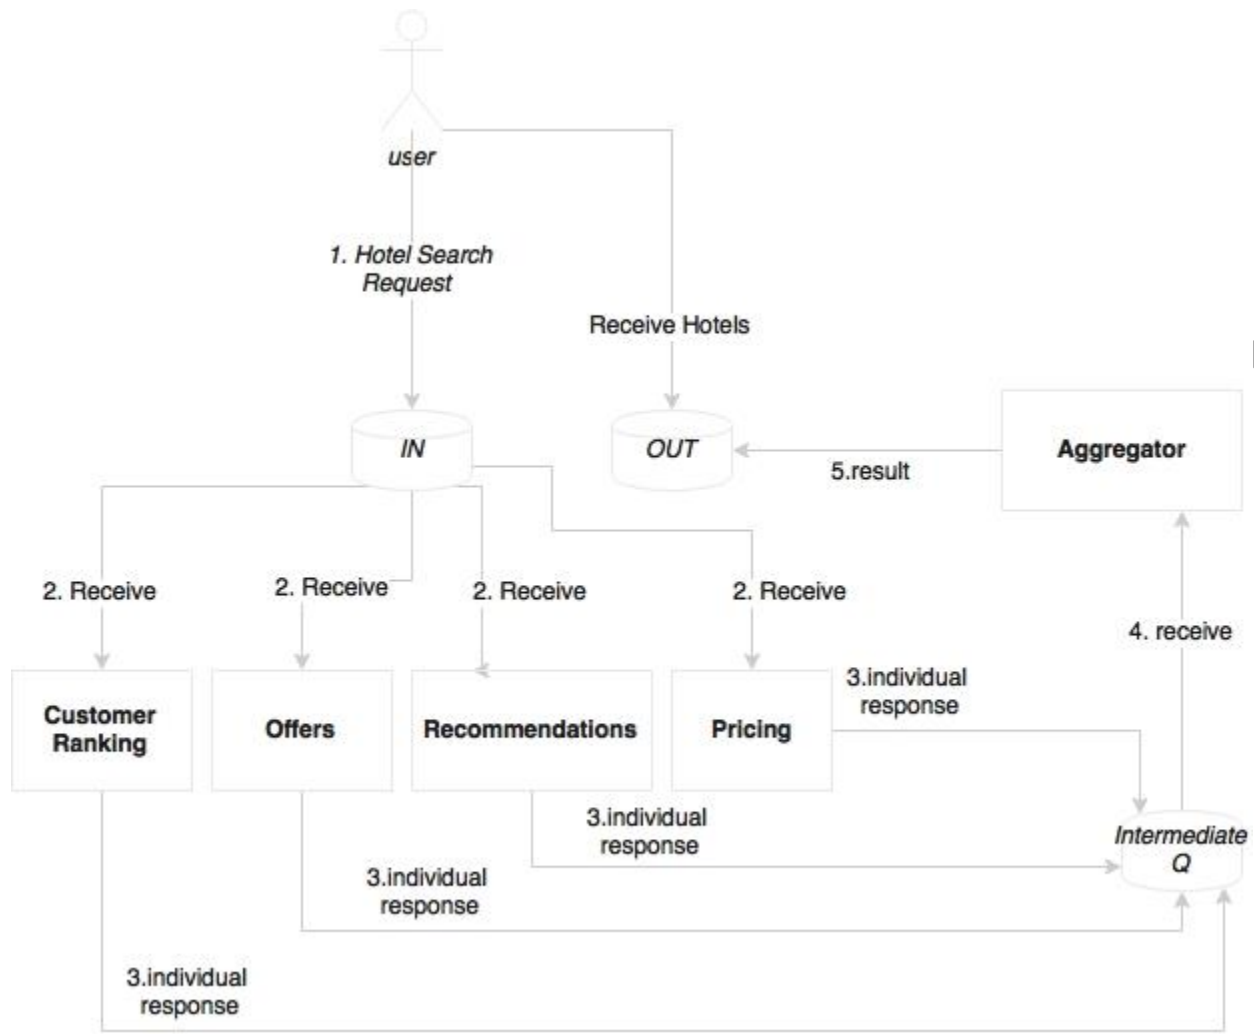 user
1. Hotel Search
Request
Receive Hotels
IN
OUT
Aggregator
5.result
2. Receive
2. Receive
2. Receive
2. Receive
4. receive
Customer
Ranking
Offers
Recommendations
Pricing
3.individual
response
3.individual
response
Intermediate
Q
3.individual
response
3.individual
response